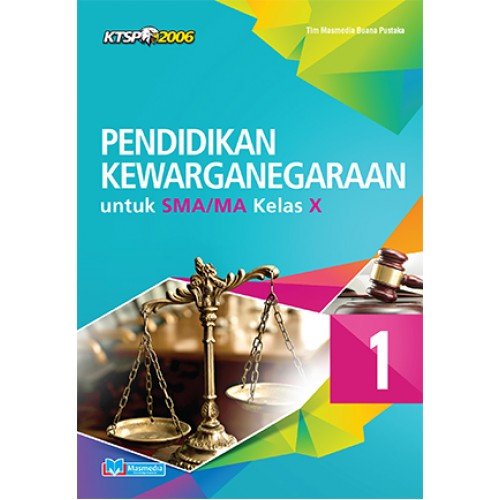 KTSP 2006
Tim Masmedia Buana Pustaka
PENDIDIKAN
KEWARGANEGARAAN
untuk SMA/MA Kelas X
1
Masmedia